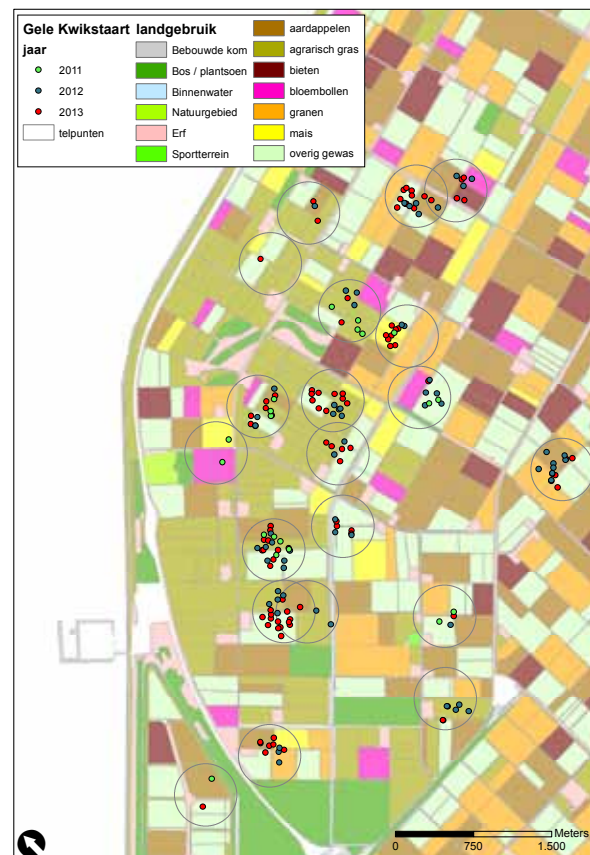 Gele Kwikstaart
jaar
2011
2012
2013
telpunten
landgebruik
Bebouwde kom
Bos / plantsoen
Binnenwater
Natuurgebied
Erf
Sportterrein
aardappelen
agrarisch gras
bieten
bloembollen
granen
mais
overig gewas
Meters
0 750 1.500